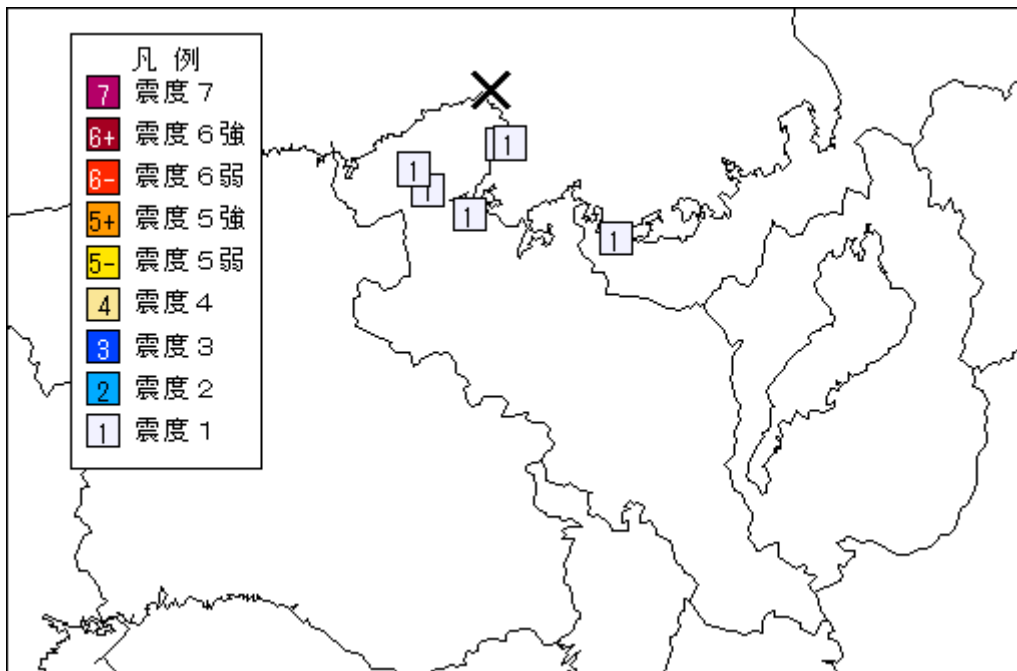 凡 例
7 震度７
6+ 震度６強
6- 震度６弱
5+ 震度５強
5- 震度５弱
4 震度４
3 震度３
2 震度２
1 震度１
1
1
1
1
1